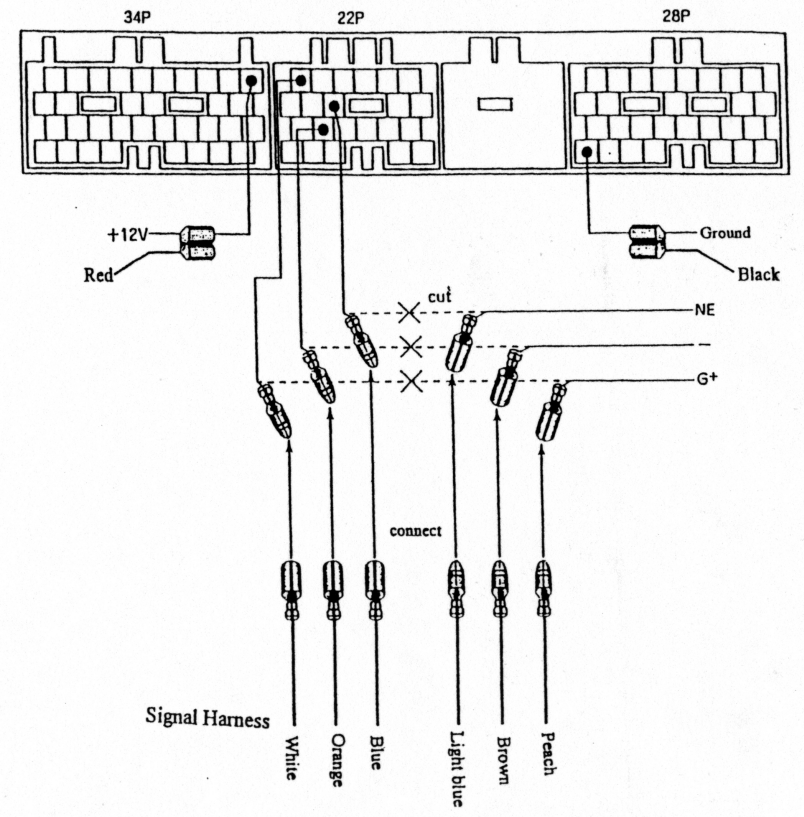 34P 22P 28P
+12V
Red
Ground
Black
cut
NE
−
G+
connect
Signal Harness
White
Orange
Blue
Light blue
Brown
Peach